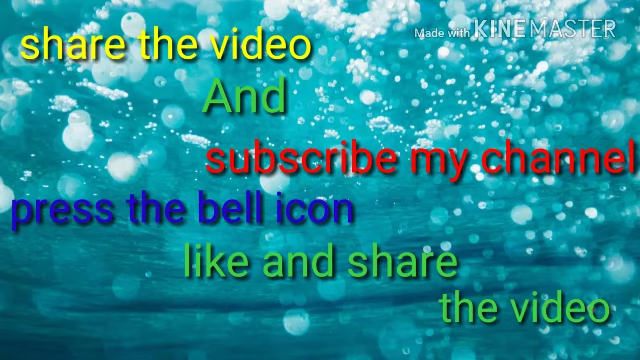 Made with KINEMASTER
share the video
And
subscribe my channel
press the bell icon
like and share
the video